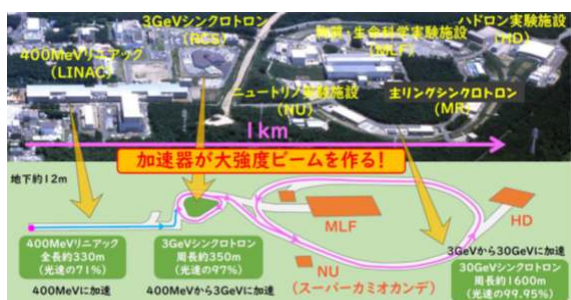 3GeVシンクロトロン
(RCS)
物質・生命科学実験施設
(MLF)
ハドロン実験施設
(HD)
400MeVリニアック
(LINAC)
ニュートリノ実験施設
(NU)
主リングシンクロトロン
(MR)
1km
加速器が大強度ビームを作る!
地下約12m
MLF
HD
400MeVリニアック
全長約330m
(光速の71%)
400MeVに加速
3GeVシンクロトロン
周長約350m
(光速の97%)
400MeVから3GeVに加速
NU
(スーパーカミオカンデ)
3GeVから30GeVに加速
30GeVシンクロトロン
周長約1600m
(光速の99.95%)